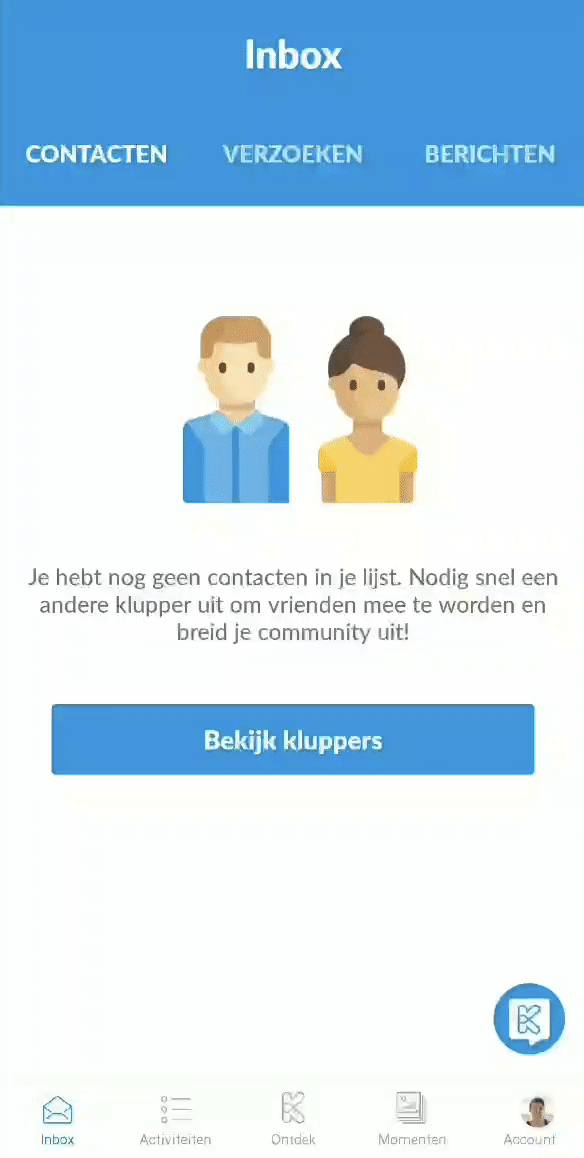 Inbox
CONTACTEN VERZOEKEN BERICHTEN
Je hebt nog geen contacten in je lijst. Nodig snel een
andere klupper uit om vrienden mee te worden en
breid je community uit!
Bekijk kluppers
Inbox Activiteiten Ontdek Momenten Account